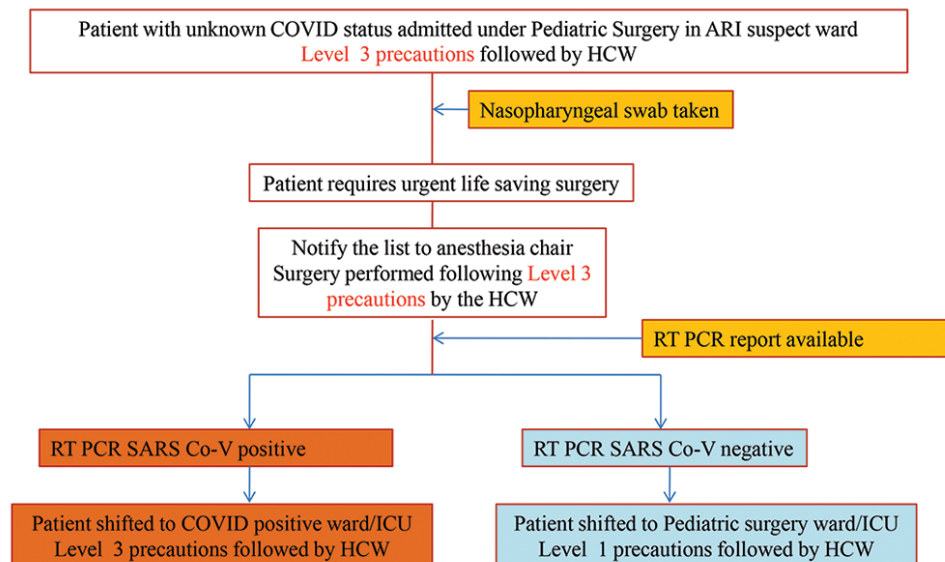 Patient with unknown COVID status admitted under Pediatric Surgery in ARI suspect ward
Level 3 precautions followed by HCW
Nasopharyngeal swab taken
Patient requires urgent life saving surgery
Notify the list to anesthesia chair
Surgery performed following Level 3
precautions by the HCW
RT PCR report available
RT PCR SARS Co-V positive
RT PCR SARS Co-V negative
Patient shifted to COVID positive ward/ICU
Level 3 precautions followed by HCW
Patient shifted to Pediatric surgery ward/ICU
Level 1 precautions followed by HCW